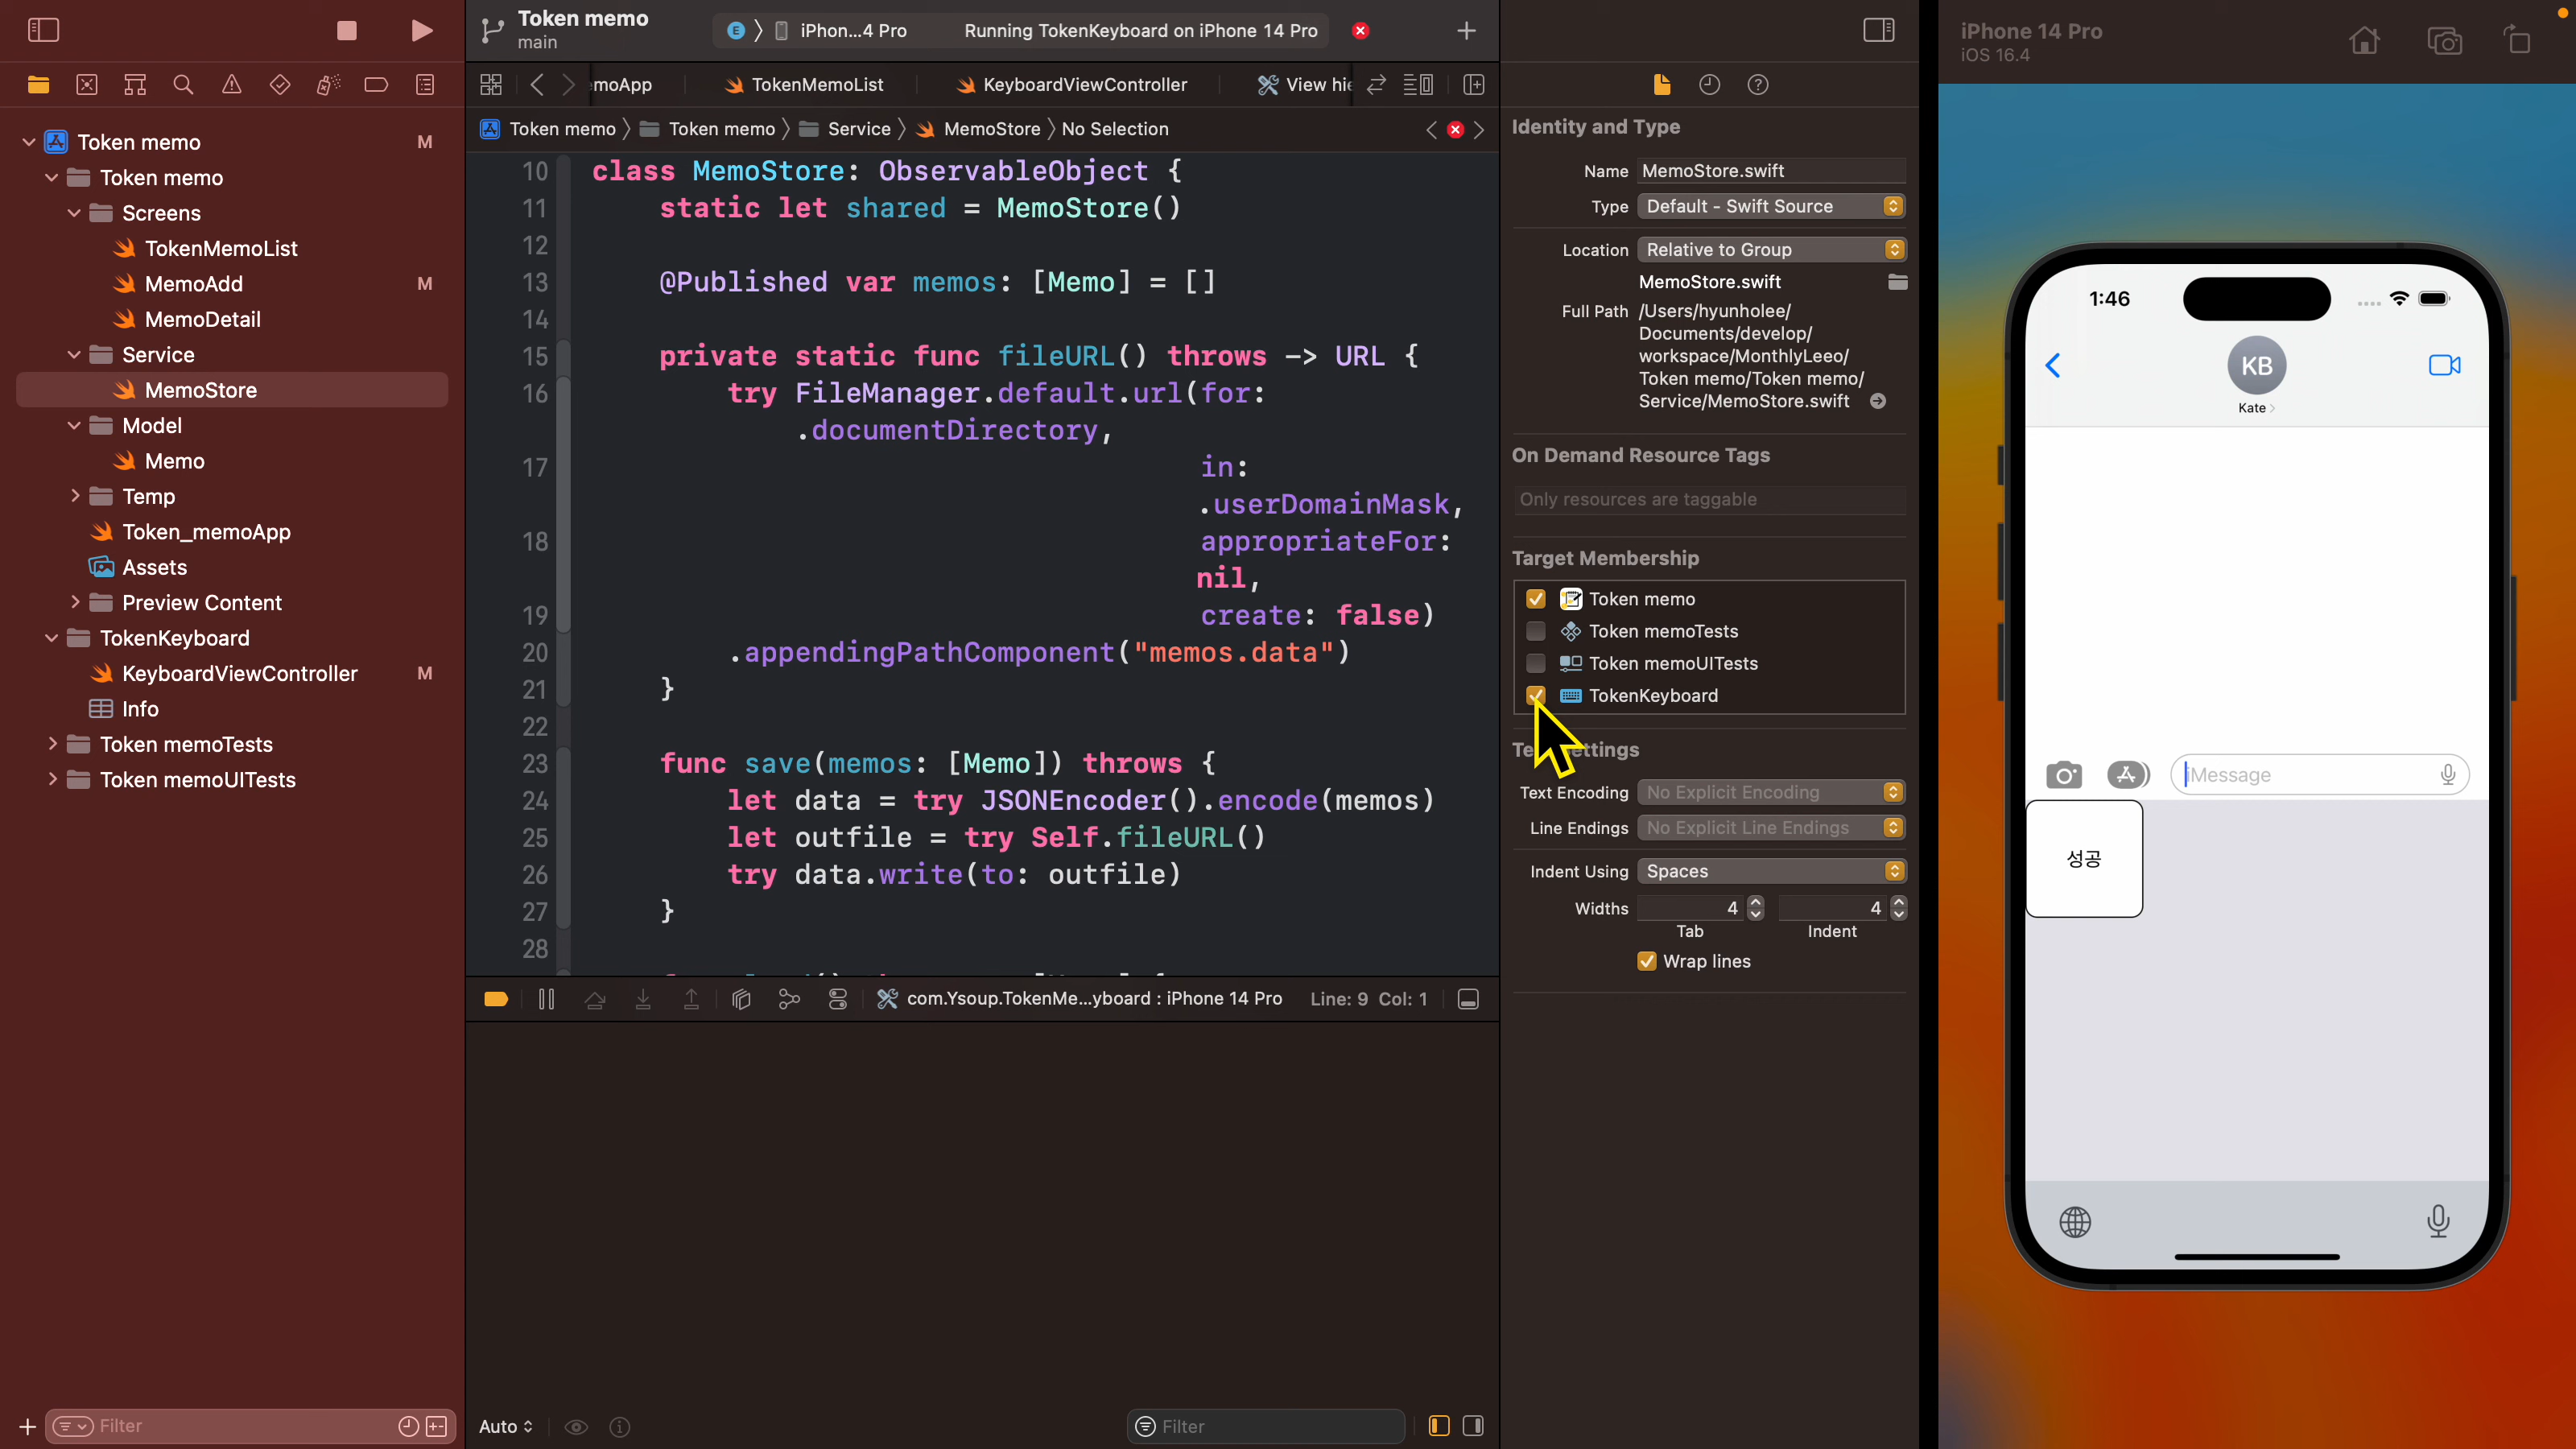 Token memo
main
E
iPhon...4 Pro
Running TokenKeyboard on iPhone 14 Pro
moApp
TokenMemoList
KeyboardViewController
View hie
Token memo
Token memo
Service
MemoStore
No Selection
Token memo M
Token memo
Screens
TokenMemoList
MemoAdd M
MemoDetail
Service
MemoStore
Model
Memo
Temp
Token_memoApp
Assets
Preview Content
TokenKeyboard
KeyboardViewController M
Info
Token memoTests
Token memoUITests
Filter
10 class MemoStore: ObservableObject {
11 static let shared = MemoStore()
12
13 @Published var memos: [Memo] = []
14
15 private static func fileURL() throws -> URL {
16 try FileManager.default.url(for:
.documentDirectory,
17 in:
.userDomainMask,
18 appropriateFor:
nil,
19 create: false)
20 .appendingPathComponent("memos.data")
21 }
22
23 func save(memos: [Memo]) throws {
24 let data = try JSONEncoder().encode(memos)
25 let outfile = try Self.fileURL()
26 try data.write(to: outfile)
27 }
28
com.Ysoup.TokenMe...yboard : iPhone 14 Pro
Line: 9 Col: 1
Auto
Filter
Identity and Type
Name MemoStore.swift
Type Default - Swift Source
Location Relative to Group
MemoStore.swift
Full Path /Users/hyunholee/
Documents/develop/
workspace/MonthlyLeeo/
Token memo/Token memo/
Service/MemoStore.swift
On Demand Resource Tags
Only resources are taggable
Target Membership
Token memo
Token memoTests
Token memoUITests
TokenKeyboard
Settings
Text Encoding No Explicit Encoding
Line Endings No Explicit Line Endings
Indent Using Spaces
Widths 4 4
Tab Indent
Wrap lines
iPhone 14 Pro
iOS 16.4
1:46
KB
Kate
iMessage
성공